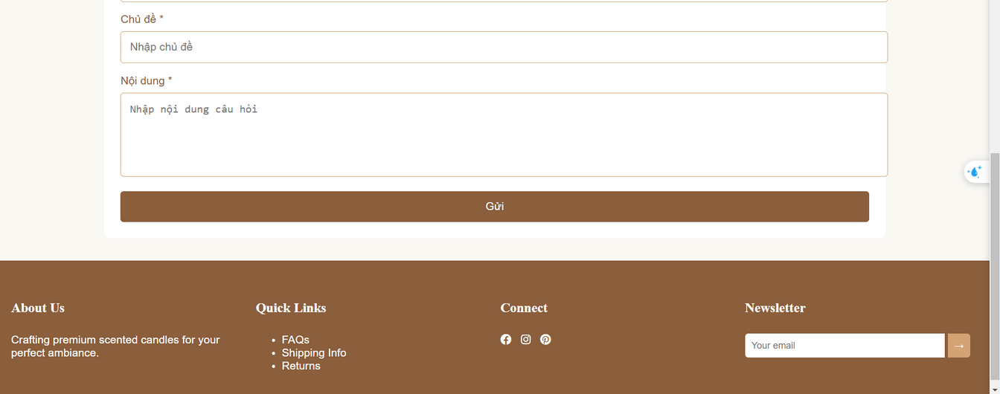 Chủ đề *
Nhập chủ đề
Nội dung *
Nhập nội dung câu hỏi
Gửi
About Us
Crafting premium scented candles for your
perfect ambiance.
Quick Links
• FAQs
• Shipping Info
• Returns
Connect
Newsletter
Your email →